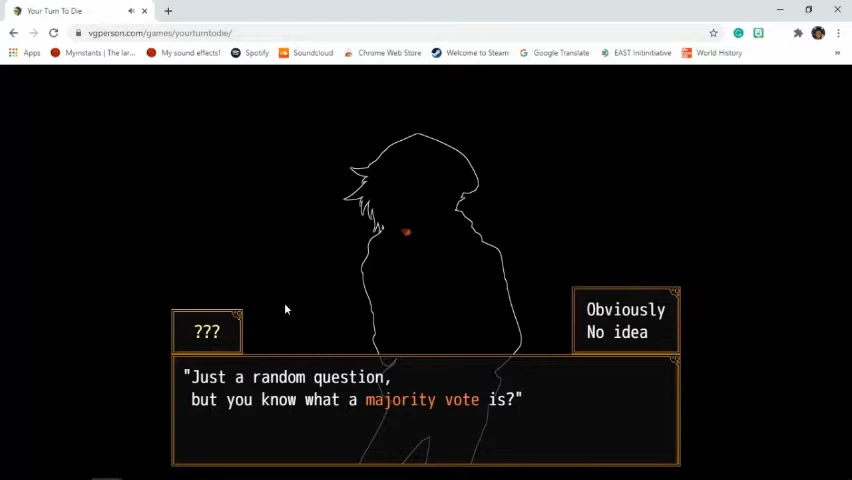 Your Turn To Die
vgperson.com/games/yourturntodie/
Apps
Myinstants | The lar...
My sound effects!
Spotify
Soundcloud
Chrome Web Store
Welcome to Steam
Google Translate
EAST Initinitiative
World History
Obviously
No idea
???
"Just a random question,
but you know what a majority vote is?"